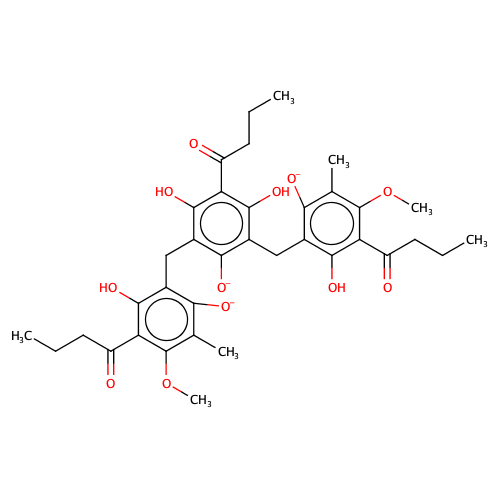 CH3
O
O⁻ CH3
HO OH O CH3
CH3
O⁻
HO O⁻ OH O
H3C CH3
O O CH3